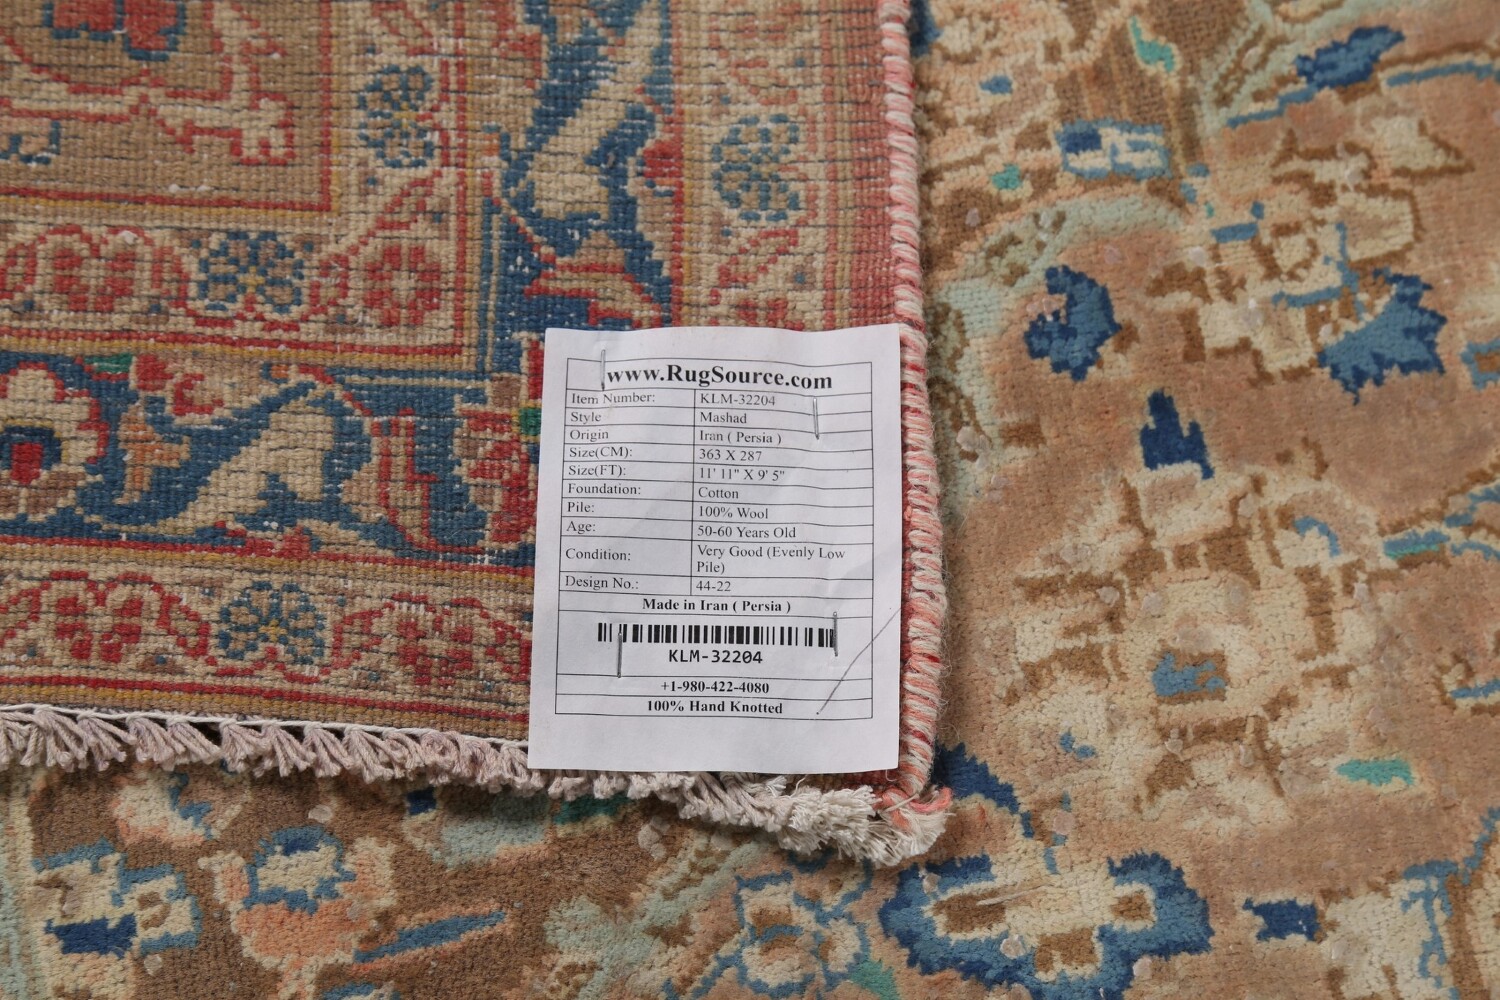 www.RugSource.com
Item Number: KLM-32204
Style Mashad
Origin Iran ( Persia )
Size(CM): 363 X 287
Size(FT): 11' 11" X 9' 5"
Foundation: Cotton
Pile: 100% Wool
Age: 50-60 Years Old
Condition: Very Good (Evenly Low
Pile)
Design No.: 44-22
Made in Iran ( Persia )
KLM-32204
+1-980-422-4080
100% Hand Knotted